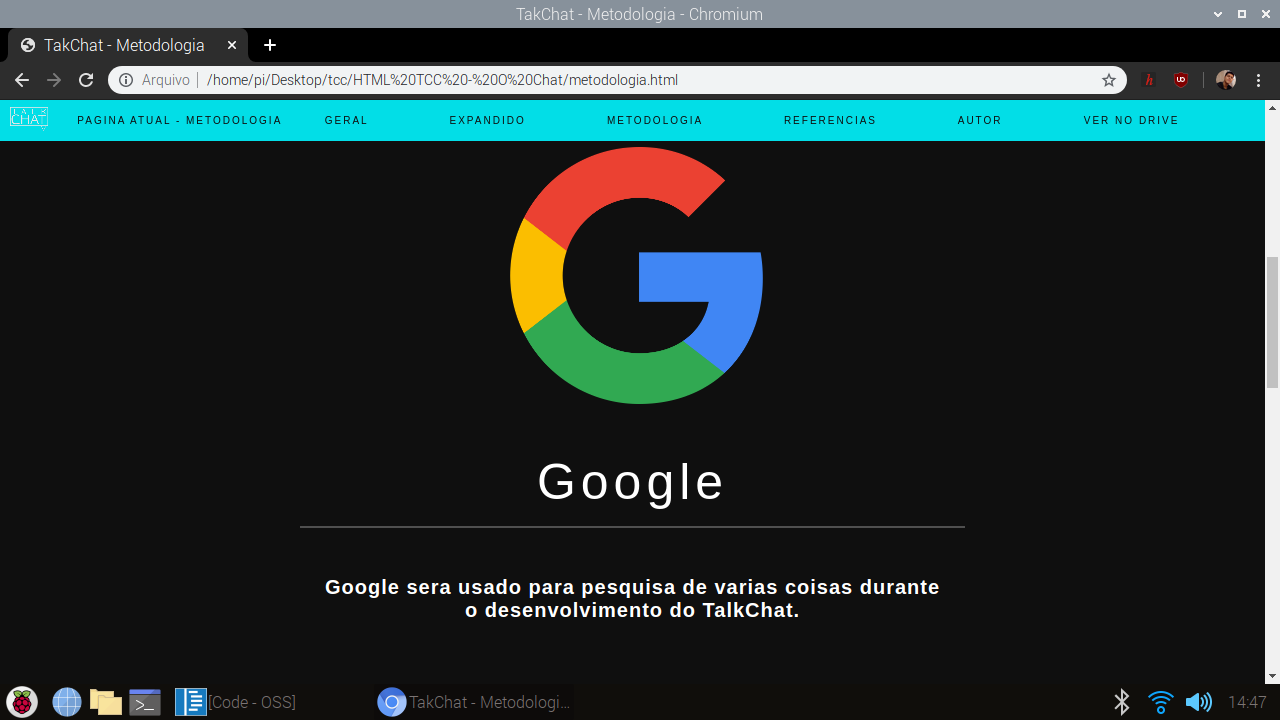 TakChat - Metodologia - Chromium
TakChat - Metodologia
Arquivo /home/pi/Desktop/tcc/HTML%20TCC%20-%20O%20Chat/metodologia.html
TALK
CHAT
PAGINA ATUAL - METODOLOGIA GERAL EXPANDIDO METODOLOGIA REFERENCIAS AUTOR VER NO DRIVE
Google
Google sera usado para pesquisa de varias coisas durante
o desenvolvimento do TalkChat.
[Code - OSS] TakChat - Metodologi... 14:47